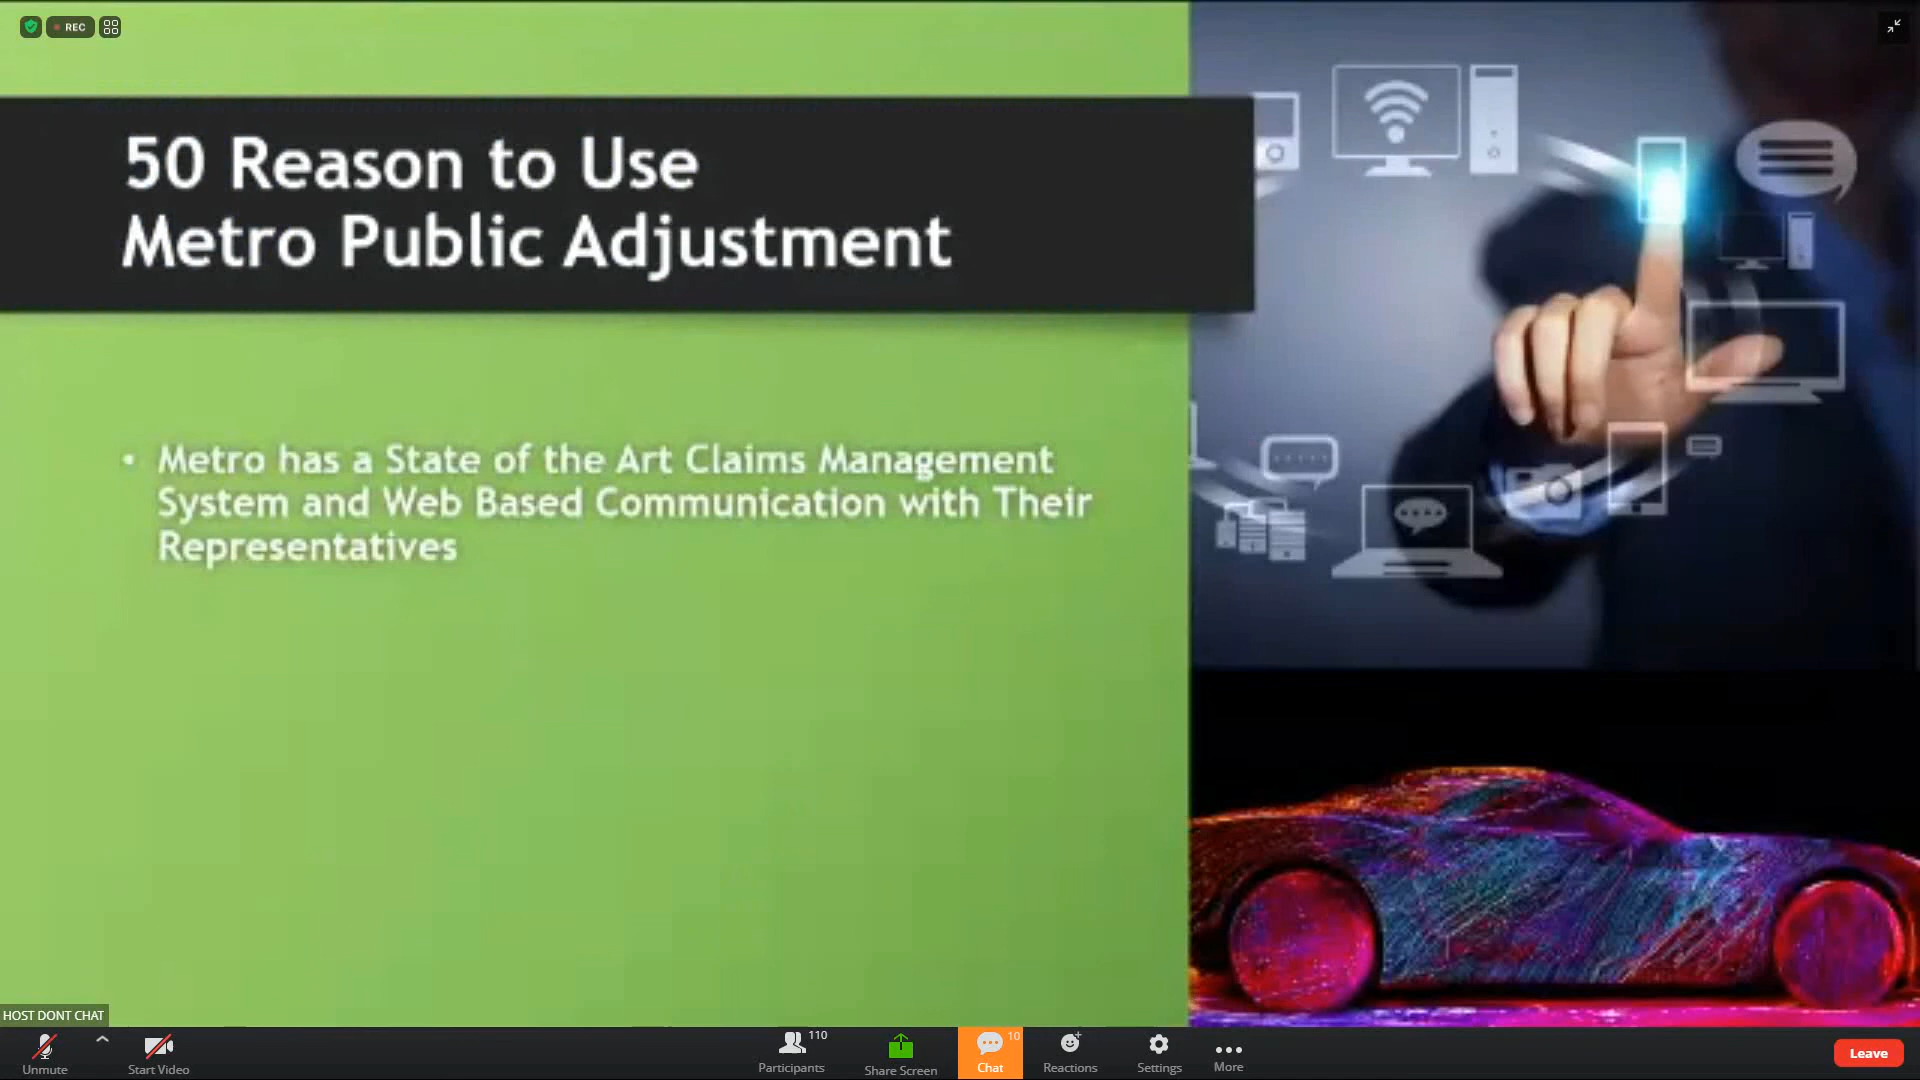 REC
50 Reason to Use
Metro Public Adjustment
• Metro has a State of the Art Claims Management
System and Web Based Communication with Their
Representatives
HOST DONT CHAT
Unmute
Start Video
110
Participants
Share Screen
10
Chat
Reactions
Settings
More
Leave